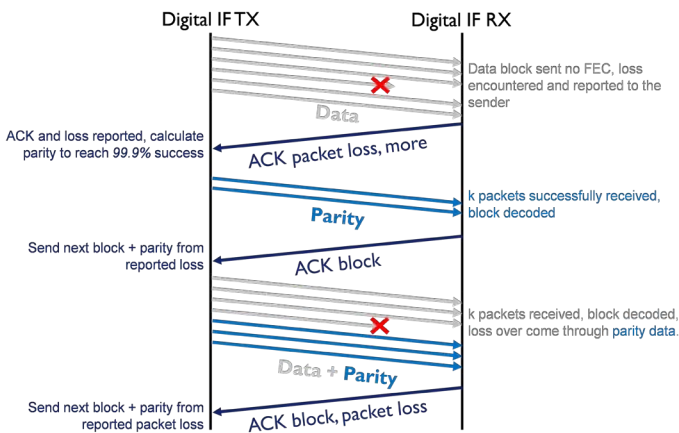 Digital IF TX
Digital IF RX
Data block sent no FEC, loss
encountered and reported to the
sender
Data
ACK and loss reported, calculate
parity to reach 99.9% success
ACK packet loss, more
k packets successfully received,
block decoded
Parity
Send next block + parity from
reported loss
ACK block
k packets received, block decoded,
loss over come through parity data.
Data + Parity
Send next block + parity from
reported packet loss
ACK block, packet loss